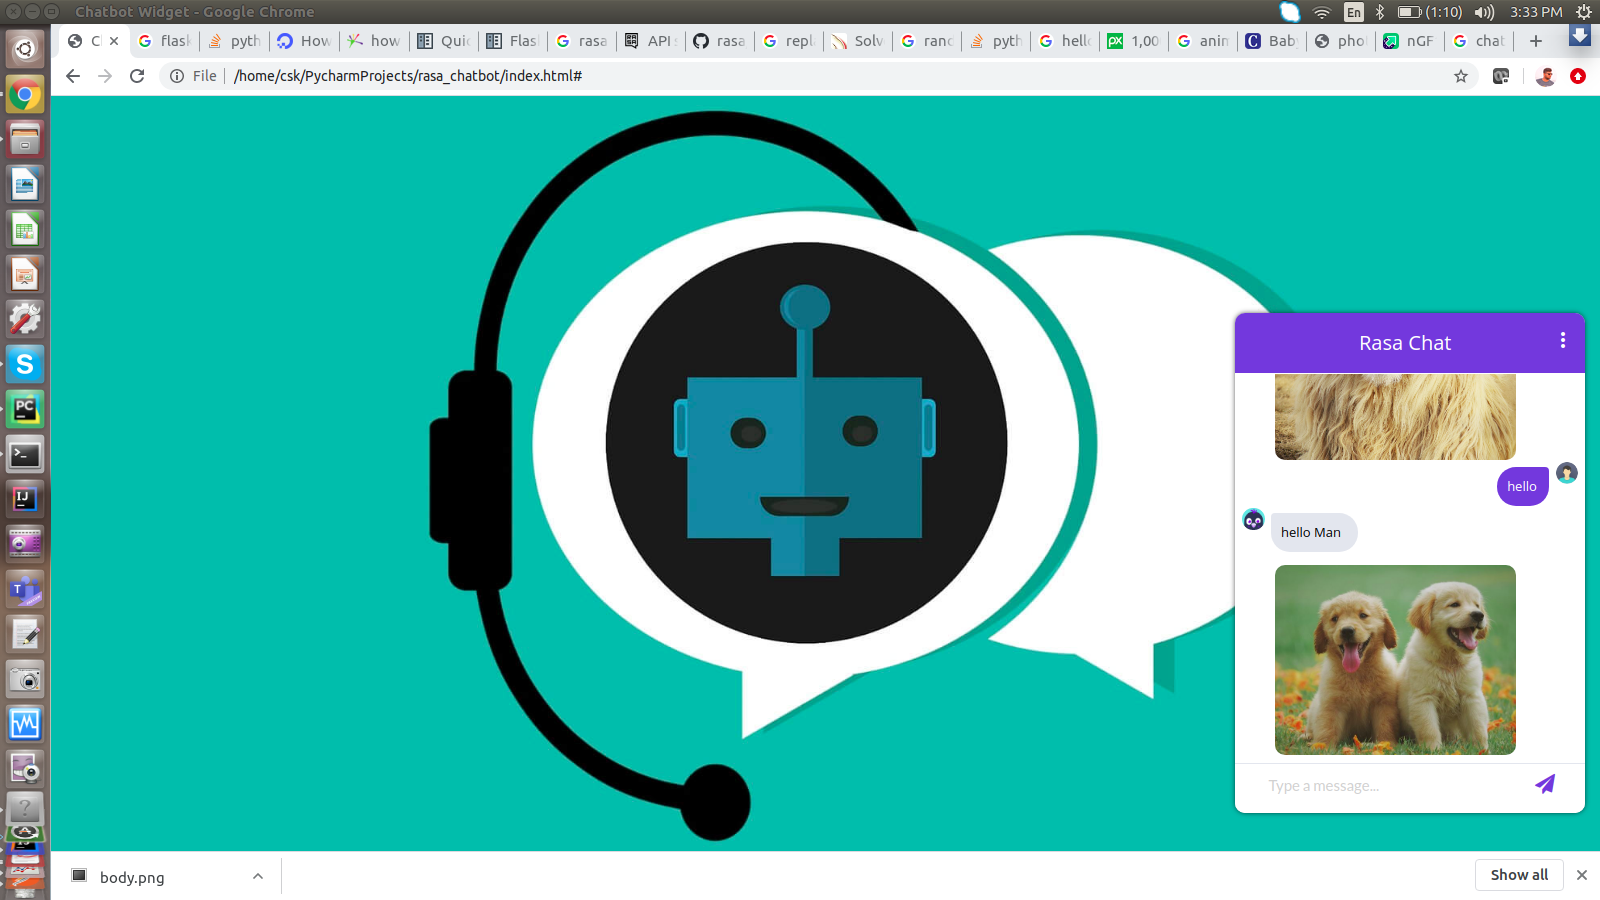 Chatbot Widget - Google Chrome
En
(1:10)
3:33 PM
flask
pyth
How
how
Quic
Flas
rasa
API
rasa
repl
Solv
rand
pyth
hello
1,00
anim
Bab
pho
nGF
chat
File
/home/csk/PycharmProjects/rasa_chatbot/index.html#
Rasa Chat
hello
hello Man
Type a message...
body.png
Show all